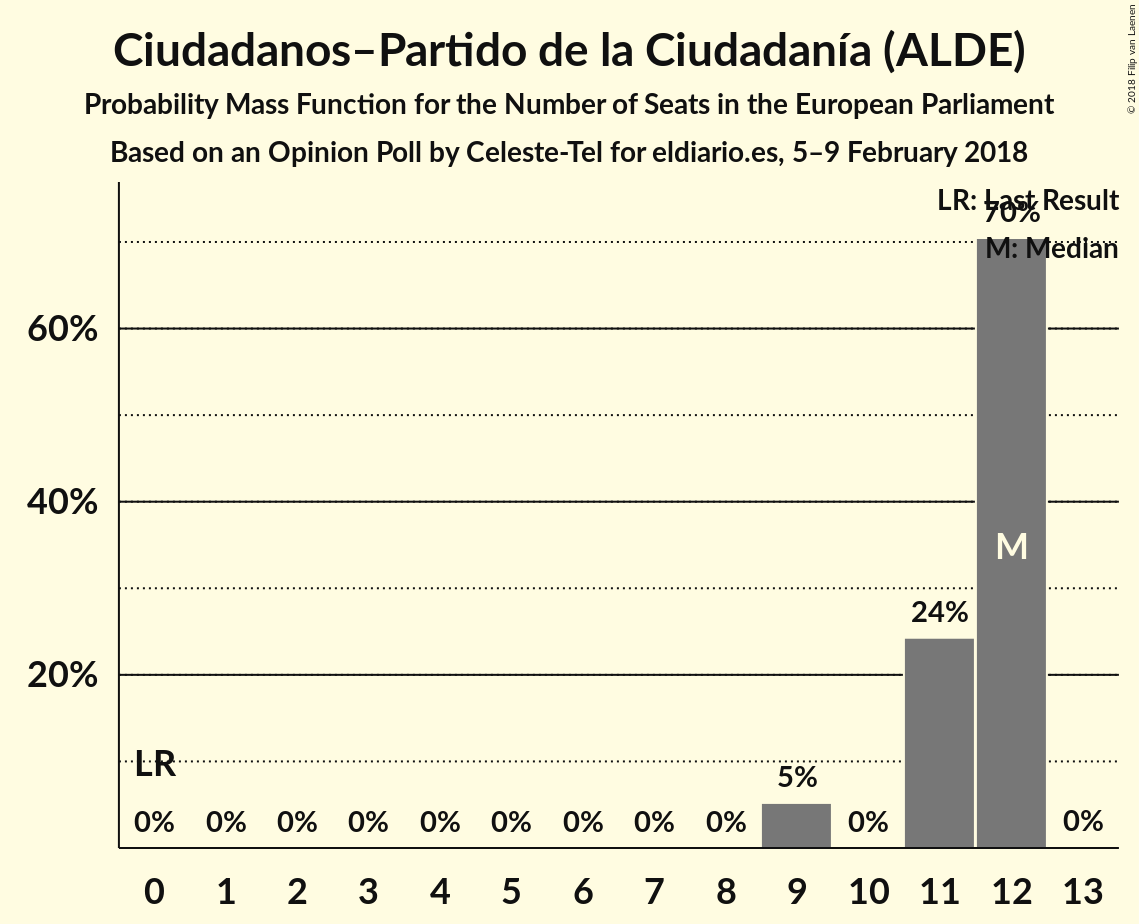 Ciudadanos–Partido de la Ciudadanía (ALDE)
Probability Mass Function for the Number of Seats in the European Parliament
Based on an Opinion Poll by Celeste-Tel for eldiario.es, 5–9 February 2018
© 2018 Filip van Laenen
LR: Last Result
70%
M: Median
60%
40%
M
24%
20%
LR
5%
0% 0% 0% 0% 0% 0% 0% 0% 0% 0% 0%
0 1 2 3 4 5 6 7 8 9 10 11 12 13